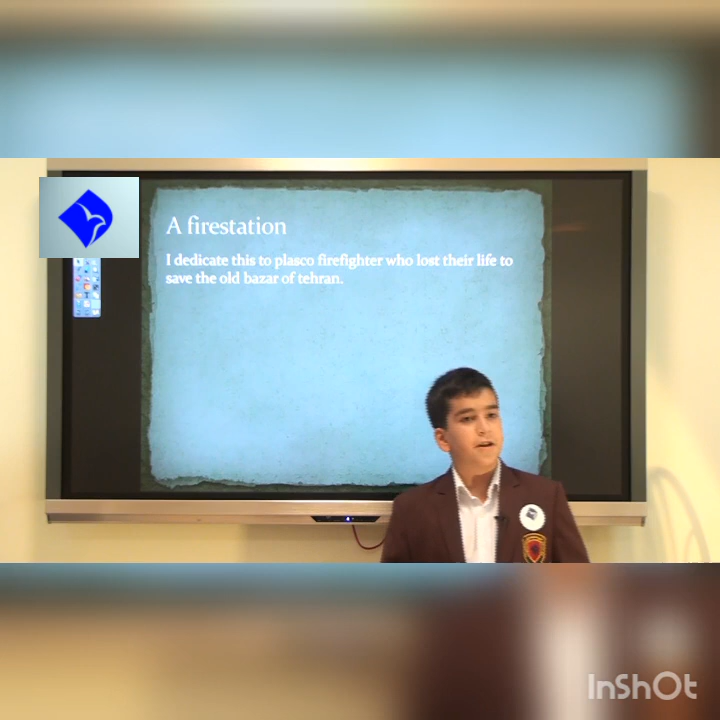 A firestation
I dedicate this to plasco firefighter who lost their life to
save the old bazar of tehran.
InShOt